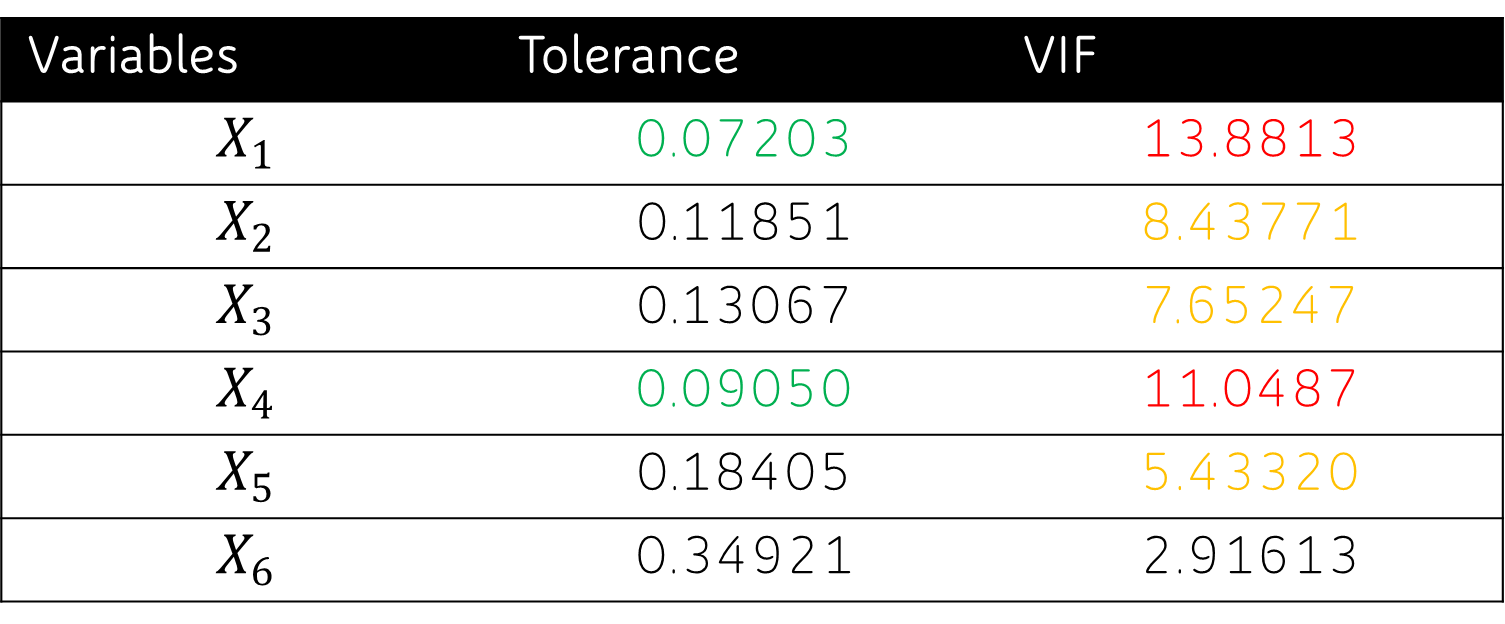 Variables Tolerance VIF
X₁ 0.07203 13.8813
X₂ 0.11851 8.43771
X₃ 0.13067 7.65247
X₄ 0.09050 11.0487
X₅ 0.18405 5.43320
X₆ 0.34921 2.91613